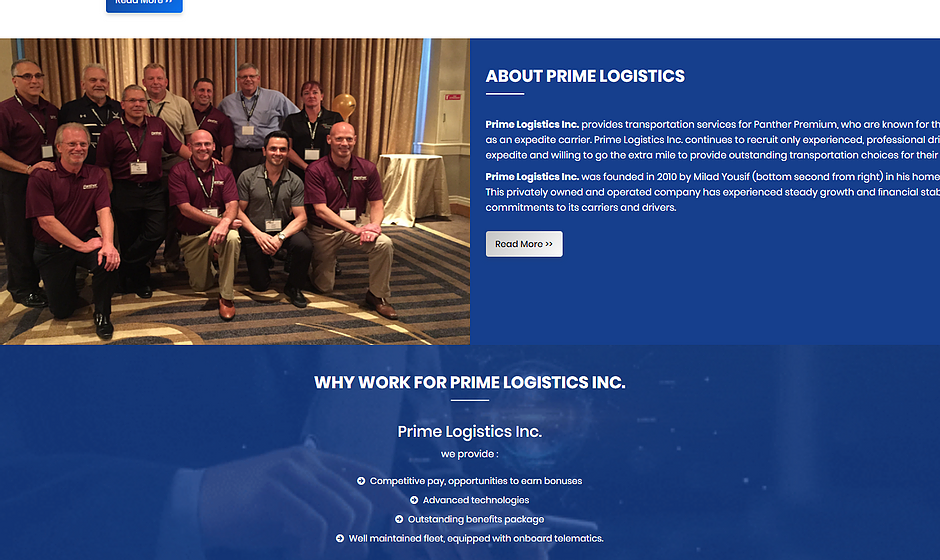 Read More >>
ABOUT PRIME LOGISTICS
Prime Logistics Inc. provides transportation services for Panther Premium, who are known for th
as an expedite carrier. Prime Logistics Inc. continues to recruit only experienced, professional dri
expedite and willing to go the extra mile to provide outstanding transportation choices for their
Prime Logistics Inc. was founded in 2010 by Milad Yousif (bottom second from right) in his home
This privately owned and operated company has experienced steady growth and financial stab
commitments to its carriers and drivers.
Read More >>
WHY WORK FOR PRIME LOGISTICS INC.
Prime Logistics Inc.
we provide :
Competitive pay, opportunities to earn bonuses
Advanced technologies
Outstanding benefits package
Well maintained fleet, equipped with onboard telematics.